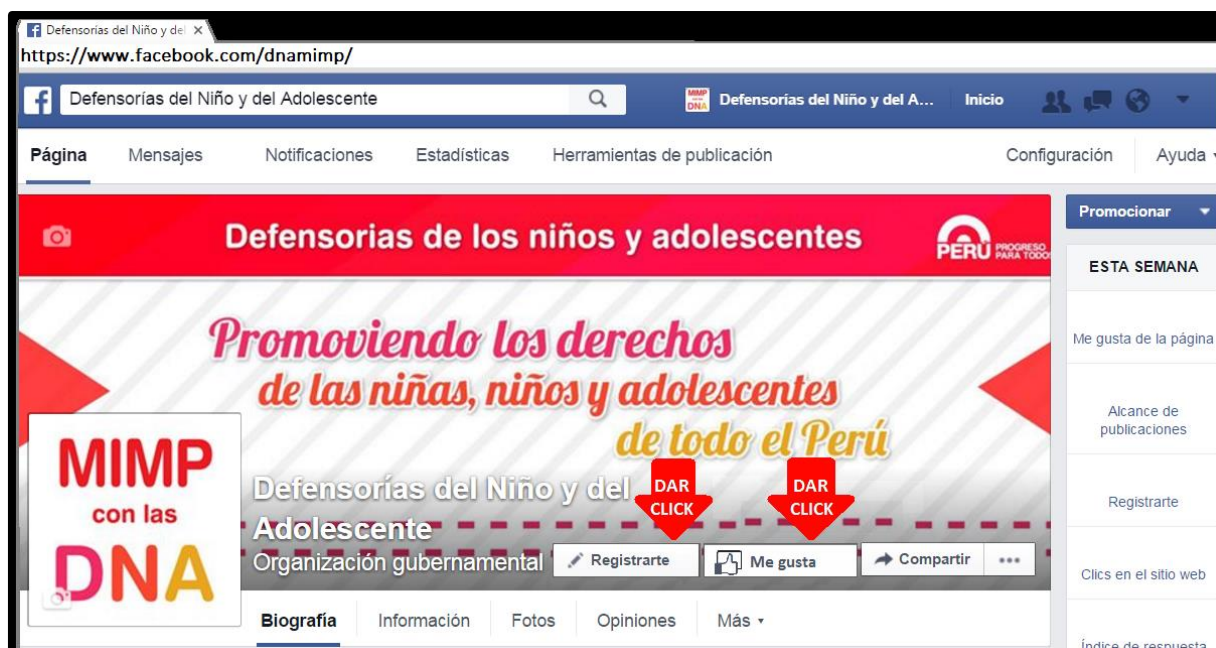 Defensorías del Niño y del
https://www.facebook.com/dnamimp/
Defensorías del Niño y del Adolescente
MIMP
DNA
Defensorías del Niño y del A...
Inicio
Página
Mensajes
Notificaciones
Estadísticas
Herramientas de publicación
Configuración
Ayuda
Defensorias de los niños y adolescentes
PERÚ
PROGRESO
PARA TODOS
Promoviendo los derechos
de las niñas, niños y adolescentes
de todo el Perú
MIMP
con las
DNA
Defensorías del Niño y del
Adolescente
Organización gubernamental
DAR
CLICK
DAR
CLICK
Registrarte
Me gusta
Compartir
Biografía
Información
Fotos
Opiniones
Más
Promocionar
ESTA SEMANA
Me gusta de la página
Alcance de
publicaciones
Registrarte
Clics en el sitio web
Índice de respuesta